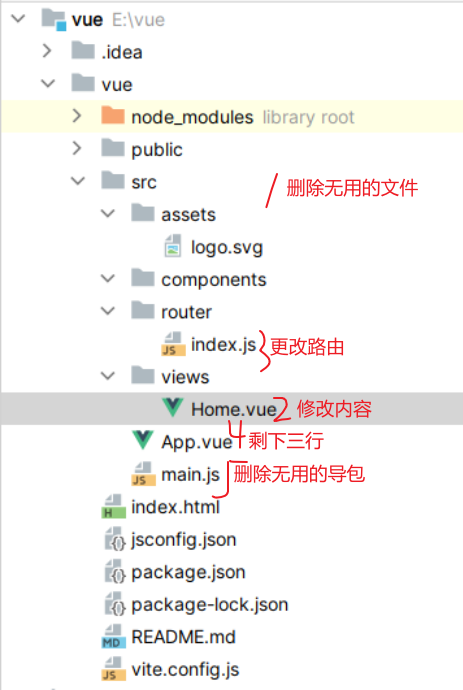 vue E:\vue
.idea
vue
node_modules library root
public
src
1 删除无用的文件
assets
logo.svg
components
router
index.js 3 更改路由
views
Home.vue 2 修改内容
App.vue 4 剩下三行
main.js 5 删除无用的导包
index.html
jsconfig.json
package.json
package-lock.json
README.md
vite.config.js